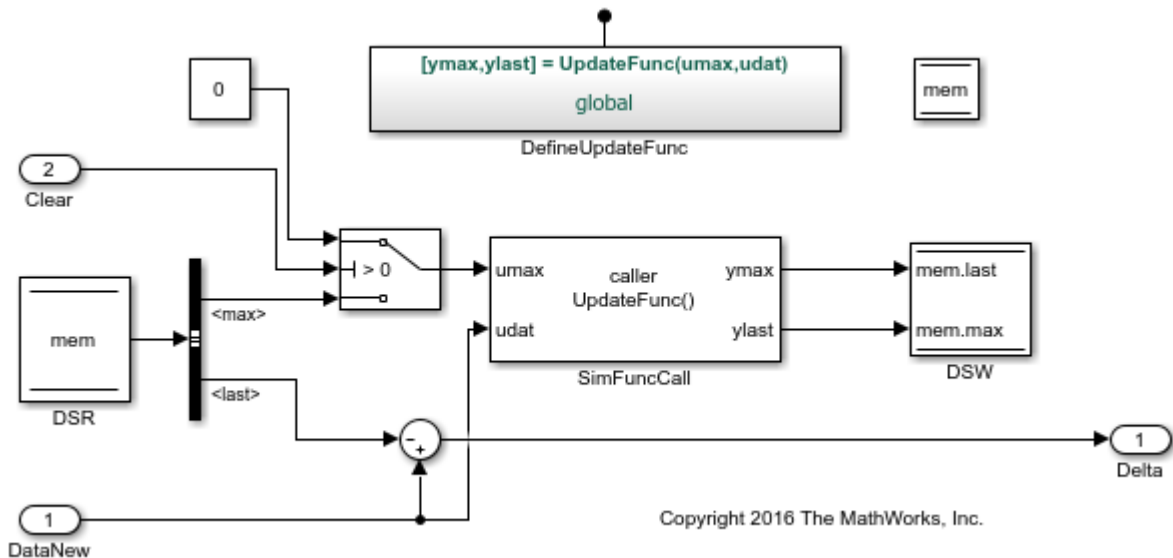 [ymax,ylast] = UpdateFunc(umax,udat)
global
DefineUpdateFunc
0
mem
2
Clear
> 0
umax
caller
UpdateFunc()
ymax
mem.last
udat
ylast
mem.max
SimFuncCall
DSW
mem
DSR
<max>
<last>
-
+
1
Delta
1
DataNew
Copyright 2016 The MathWorks, Inc.